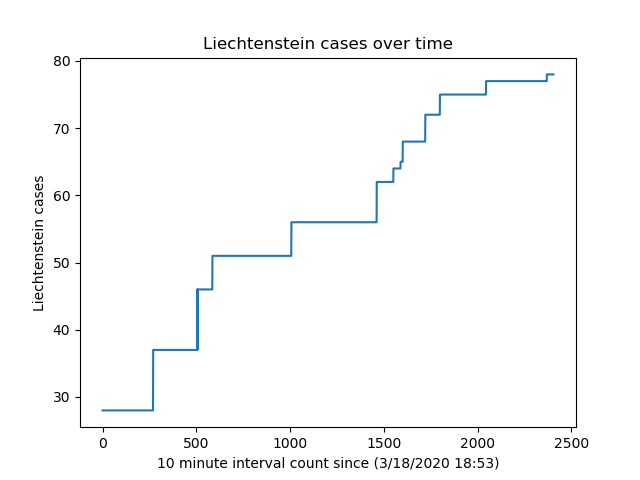 Liechtenstein cases over time
80
70
60
50
40
30
Liechtenstein cases
0 500 1000 1500 2000 2500
10 minute interval count since (3/18/2020 18:53)